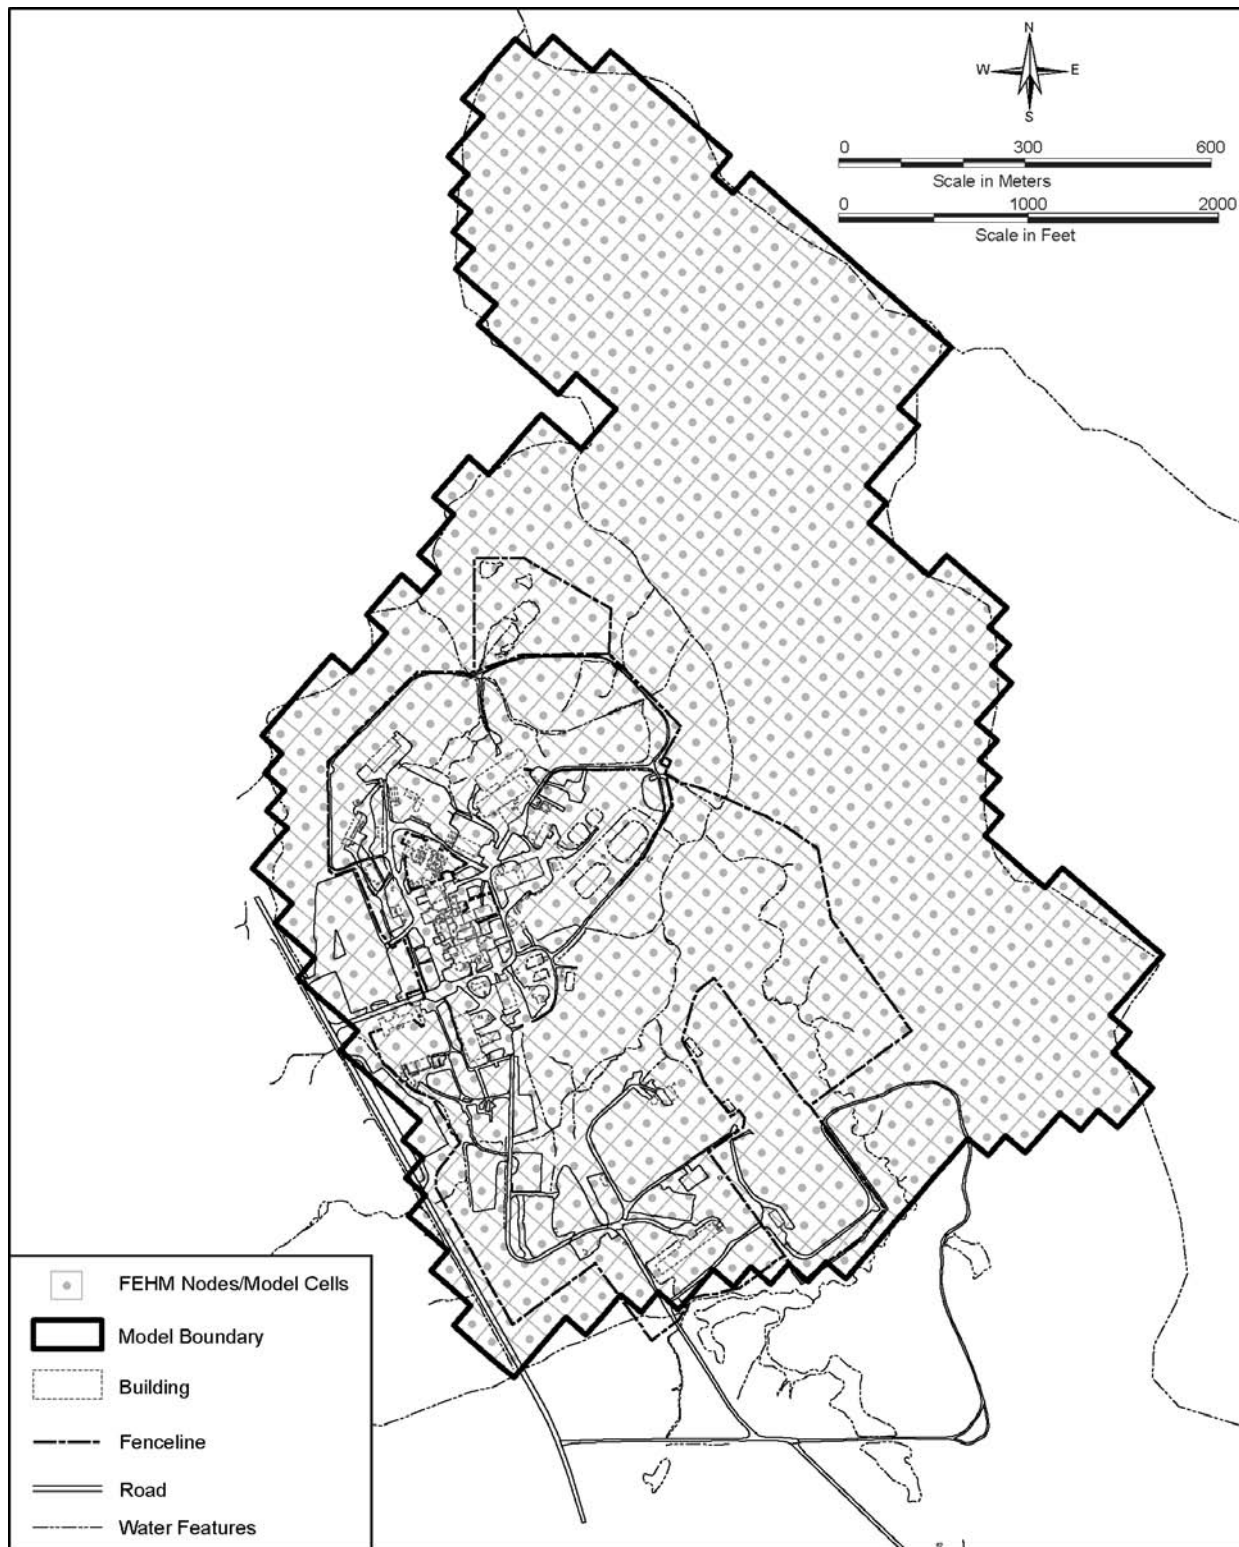 N
W E
S
0 300 600
Scale in Meters
0 1000 2000
Scale in Feet
FEHM Nodes/Model Cells
Model Boundary
Building
Fenceline
Road
Water Features